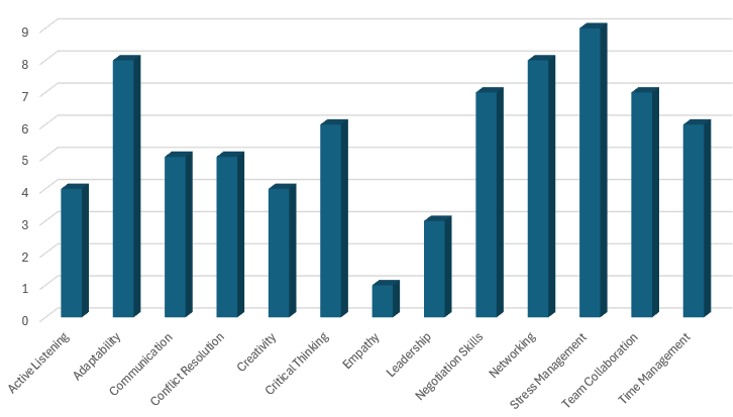 9
8
7
6
5
4
3
2
1
0
Active Listening
Adaptability
Communication
Conflict Resolution
Creativity
Critical Thinking
Empathy
Leadership
Negotiation Skills
Networking
Stress Management
Team Collaboration
Time Management